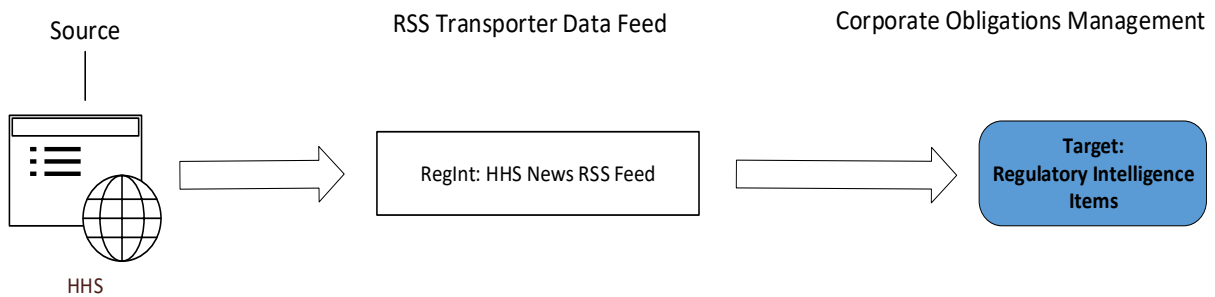 Source
RSS Transporter Data Feed
Corporate Obligations Management
RegInt: HHS News RSS Feed
Target:
Regulatory Intelligence
Items
HHS